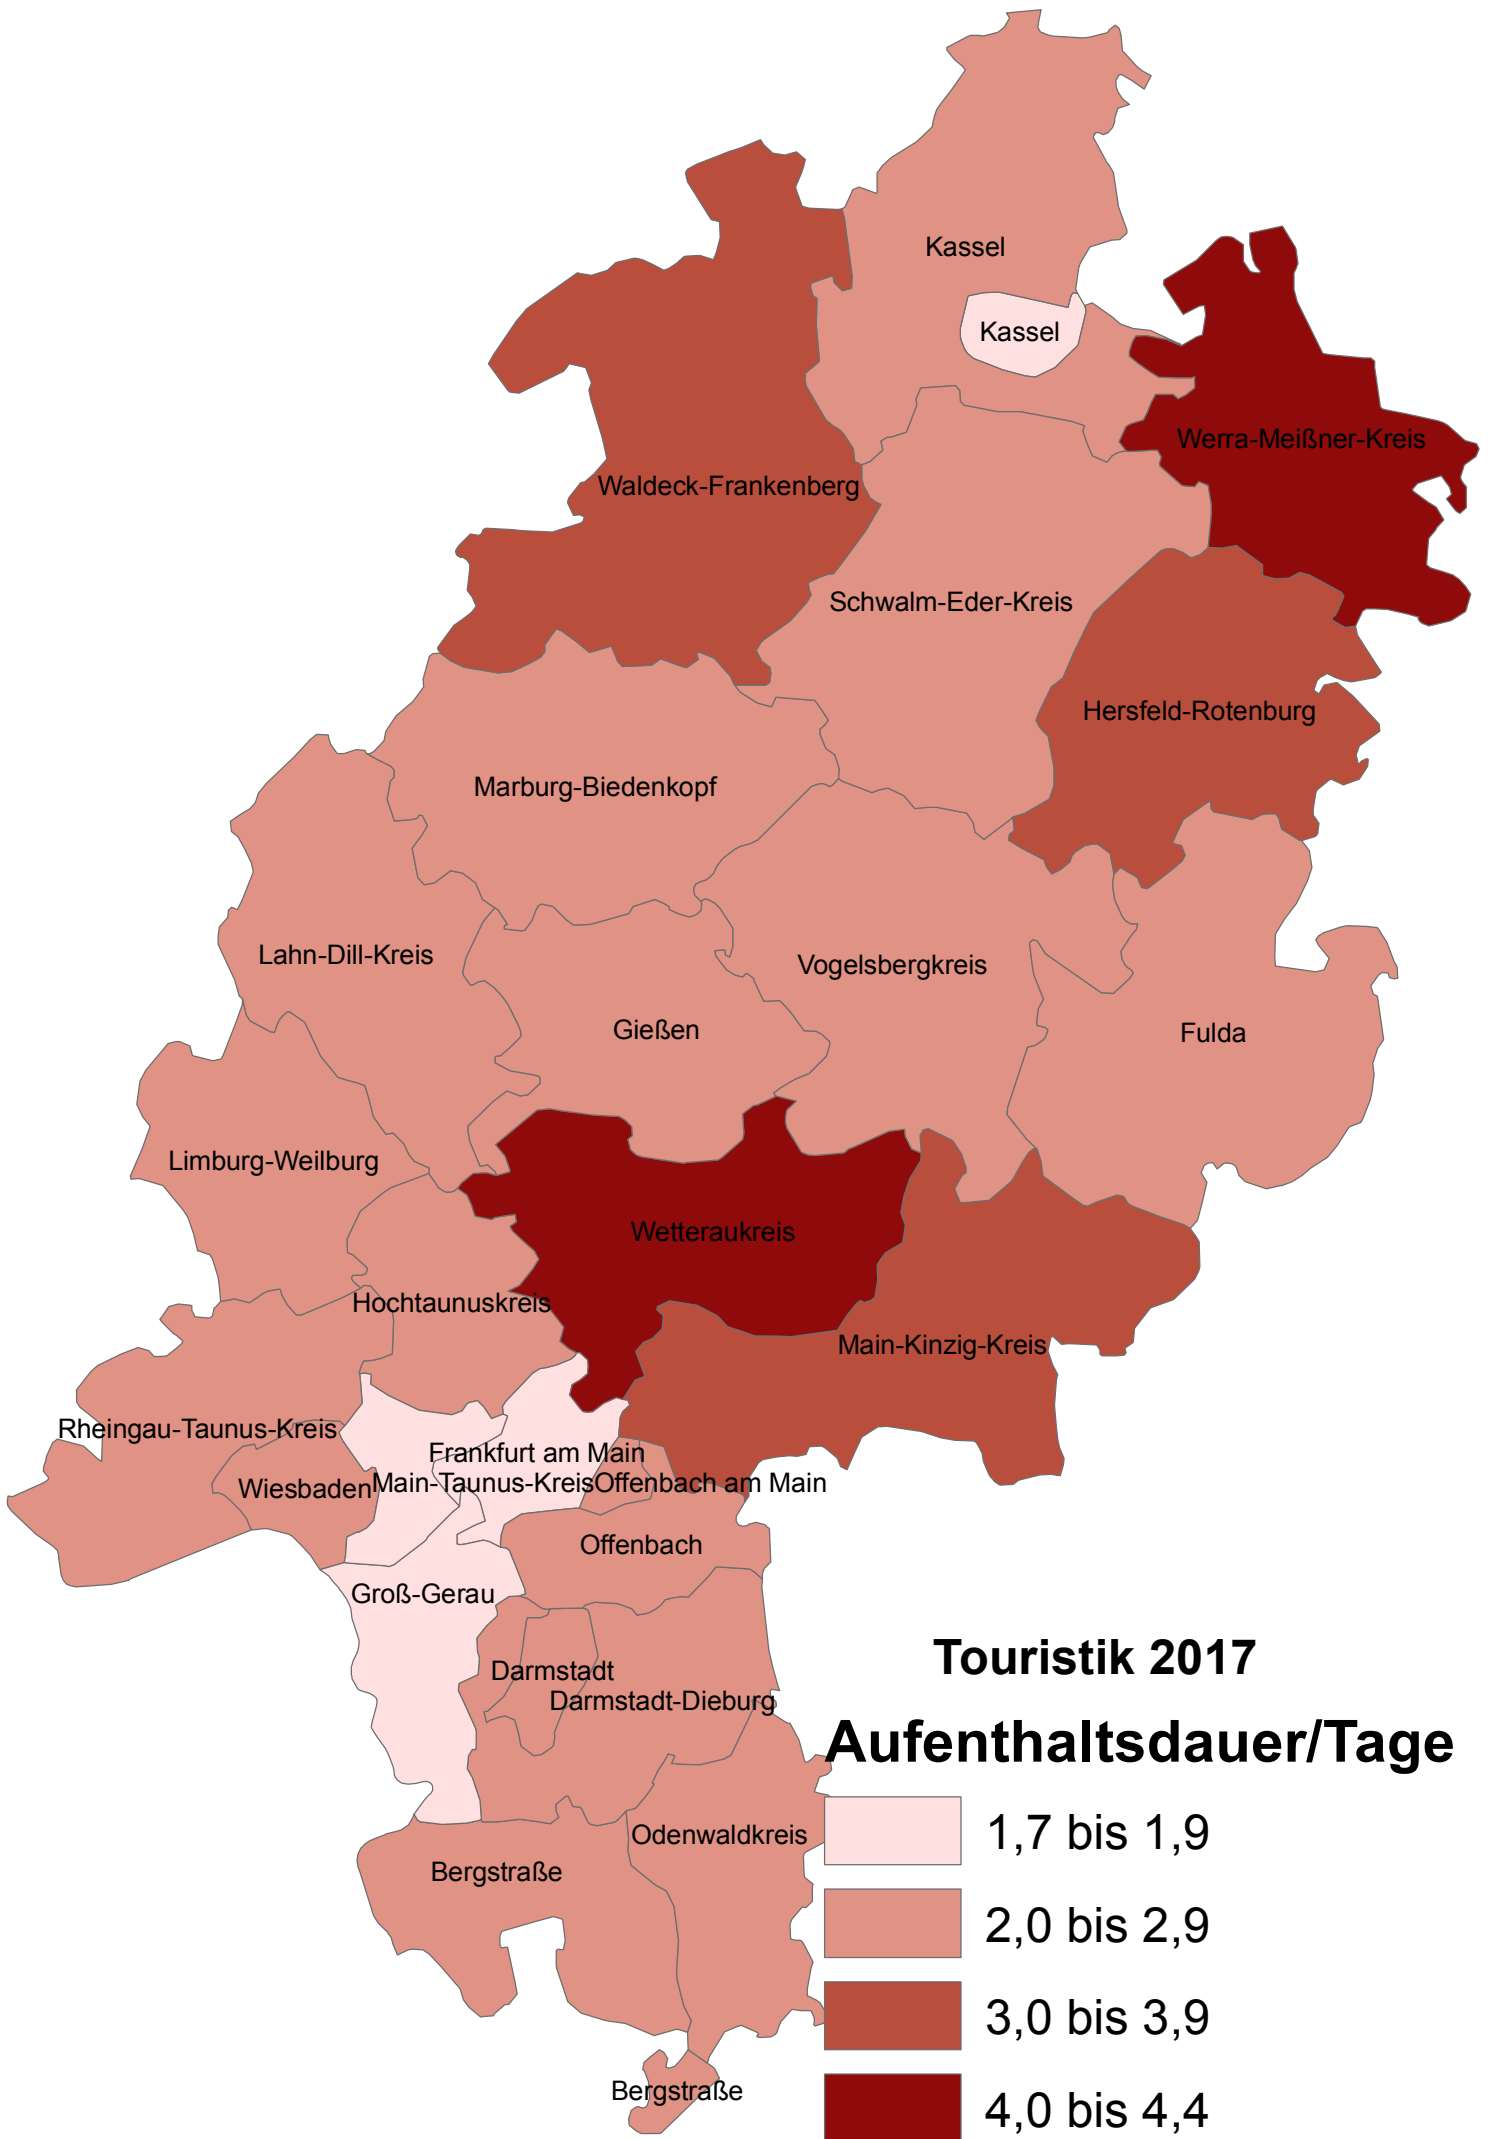 Kassel
Kassel
Werra-Meißner-Kreis
Waldeck-Frankenberg
Schwalm-Eder-Kreis
Hersfeld-Rotenburg
Marburg-Biedenkopf
Lahn-Dill-Kreis
Vogelsbergkreis
Gießen
Fulda
Limburg-Weilburg
Wetteraukreis
Hochtaunuskreis
Main-Kinzig-Kreis
Rheingau-Taunus-Kreis
Frankfurt am Main
Wiesbaden
Main-Taunus-Kreis
Offenbach am Main
Offenbach
Groß-Gerau
Darmstadt
Darmstadt-Dieburg
Odenwaldkreis
Bergstraße
Bergstraße
Touristik 2017
Aufenthaltsdauer/Tage
1,7 bis 1,9
2,0 bis 2,9
3,0 bis 3,9
4,0 bis 4,4